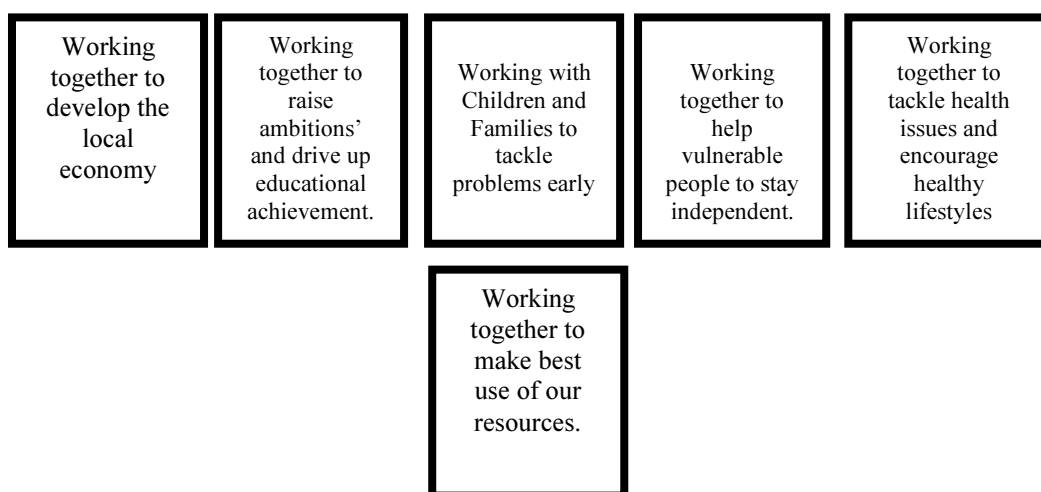 Working
together to
develop the
local
economy
Working
together to
raise
ambitions’
and drive up
educational
achievement.
Working with
Children and
Families to
tackle
problems early
Working
together to
help
vulnerable
people to stay
independent.
Working
together to
tackle health
issues and
encourage
healthy
lifestyles
Working
together to
make best
use of our
resources.